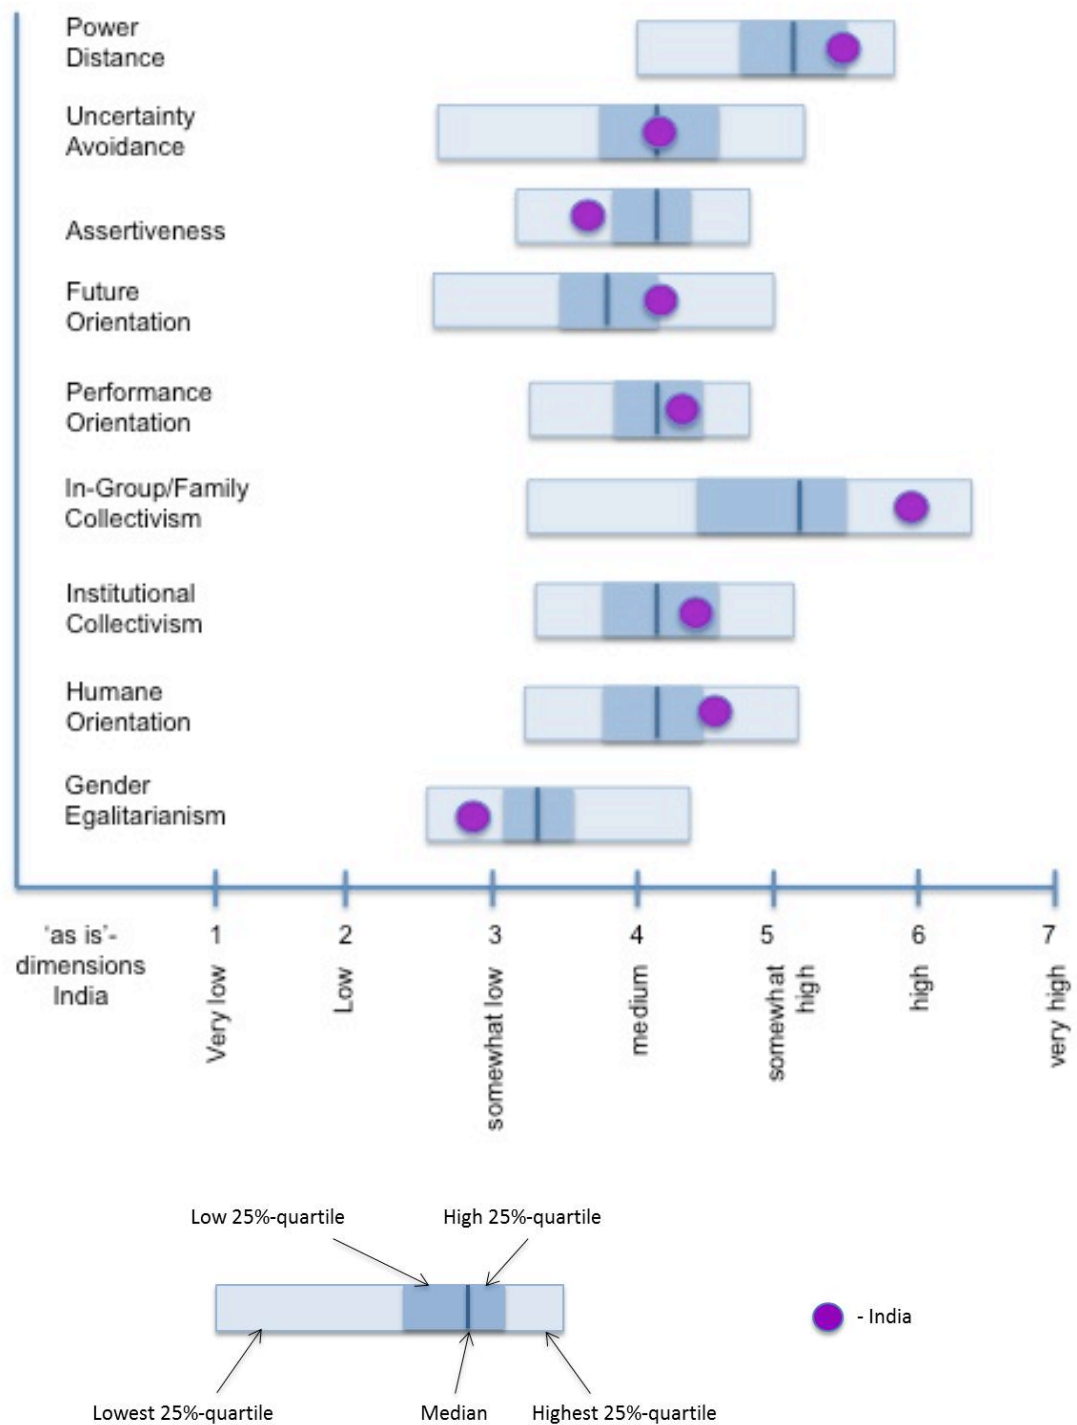 Power
Distance
Uncertainty
Avoidance
Assertiveness
Future
Orientation
Performance
Orientation
In-Group/Family
Collectivism
Institutional
Collectivism
Humane
Orientation
Gender
Egalitarianism
'as is'-
dimensions
India
1
2
3
4
5
6
7
Very low
Low
somewhat low
medium
somewhat
high
high
very high
Low 25%-quartile
High 25%-quartile
- India
Lowest 25%-quartile
Median
Highest 25%-quartile